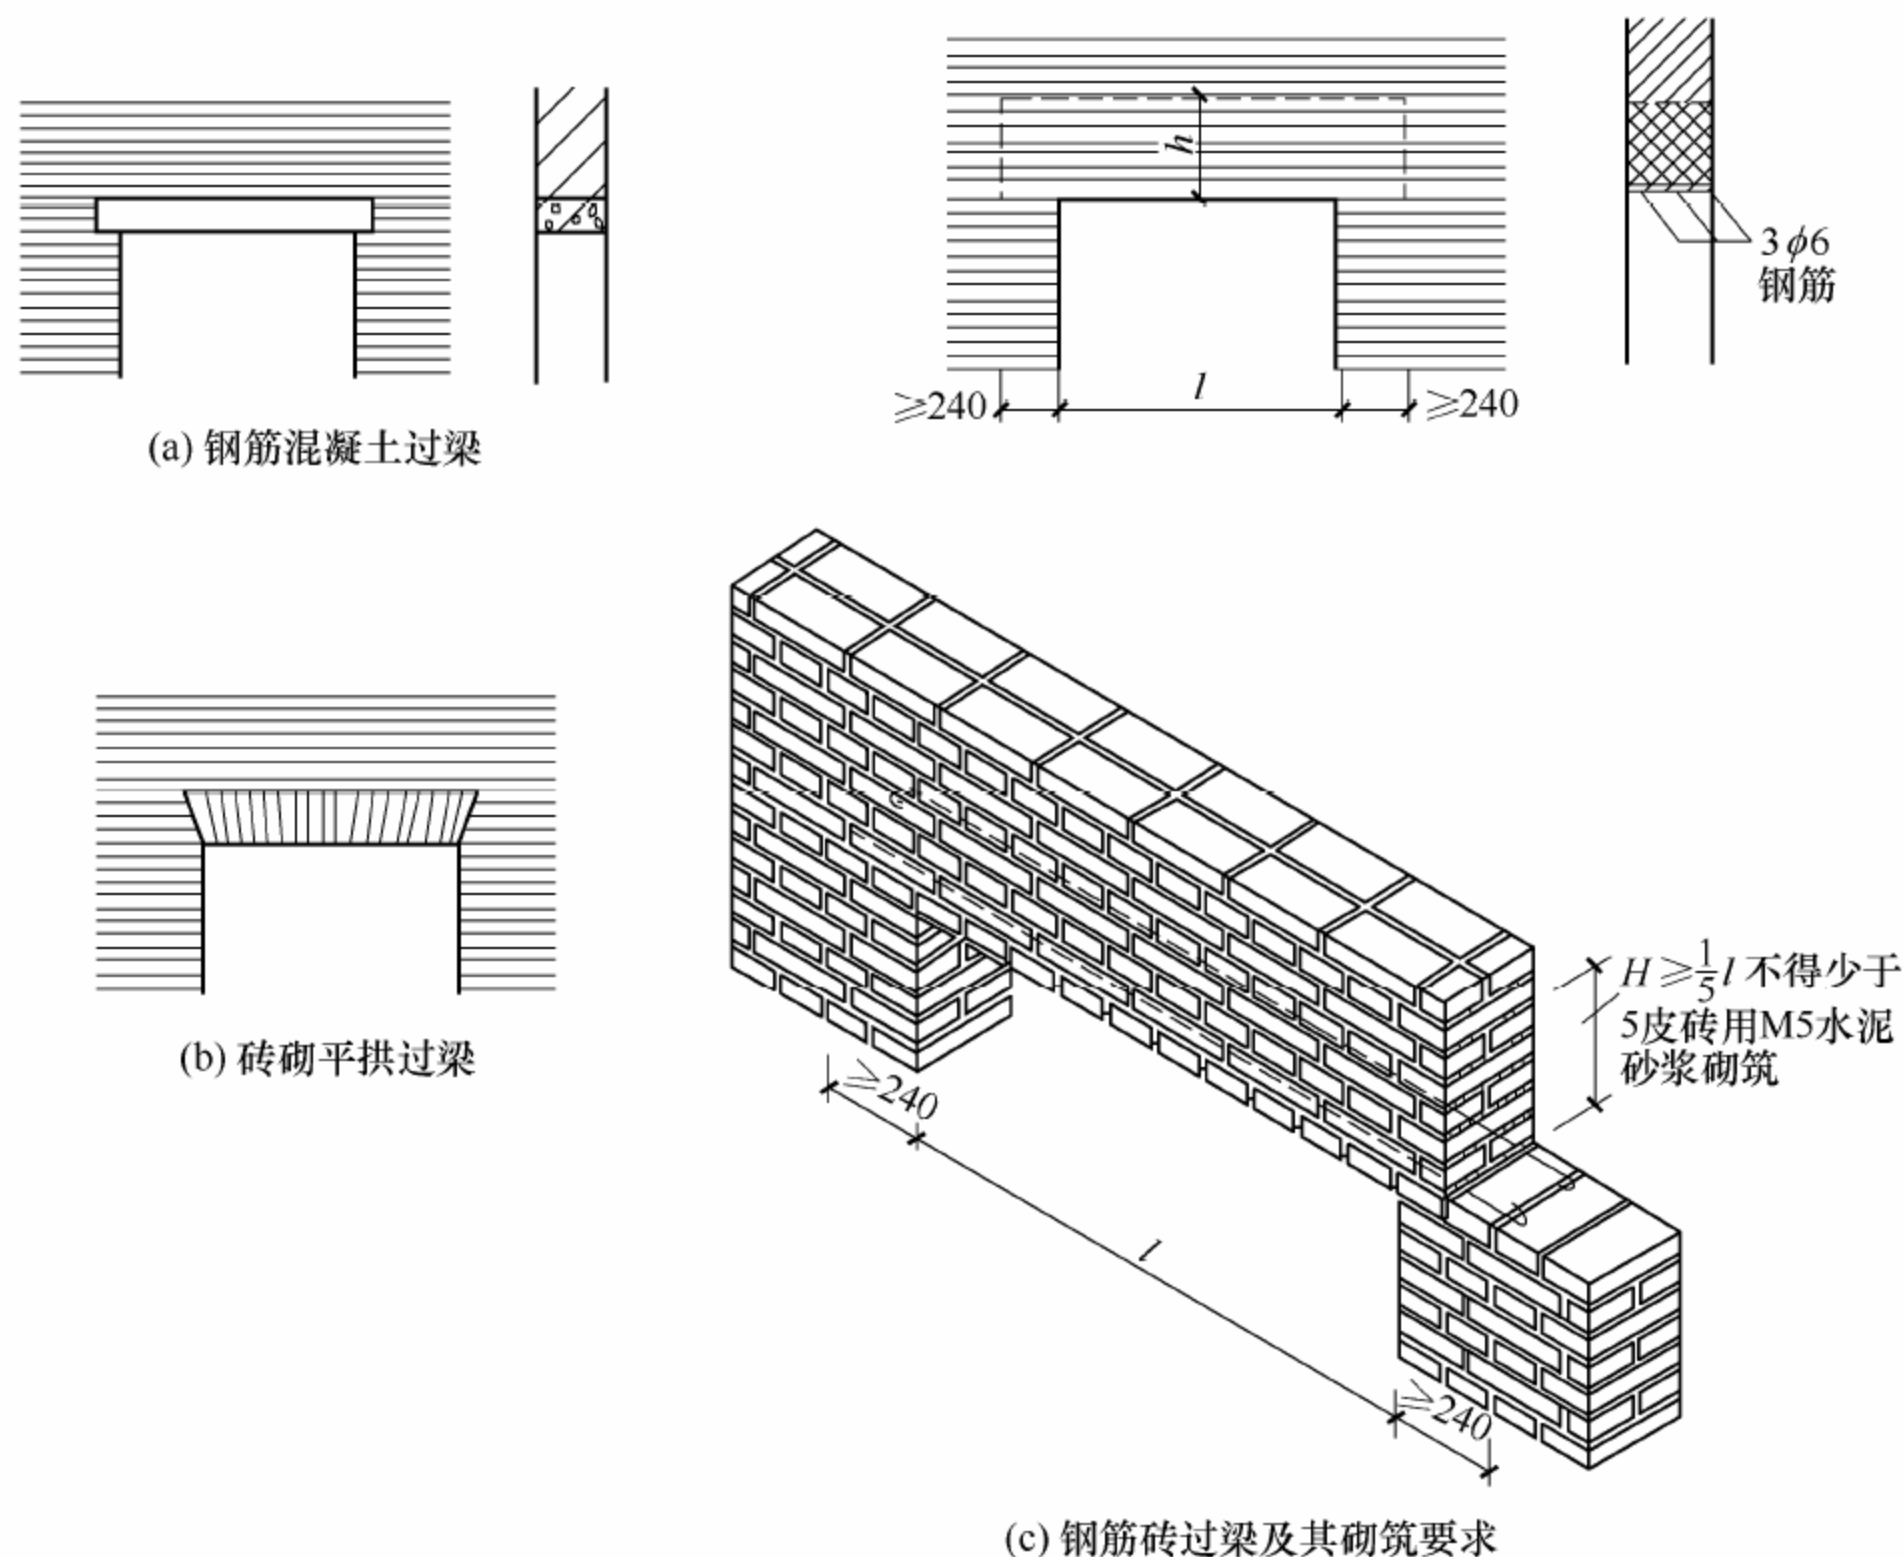 h
3ϕ6
钢筋
≥240
l
≥240
(a) 钢筋混凝土过梁
(b) 砖砌平拱过梁
H≥1/5 l 不得少于
5皮砖用M5水泥
砂浆砌筑
≥240
l
≥240
(c) 钢筋砖过梁及其砌筑要求